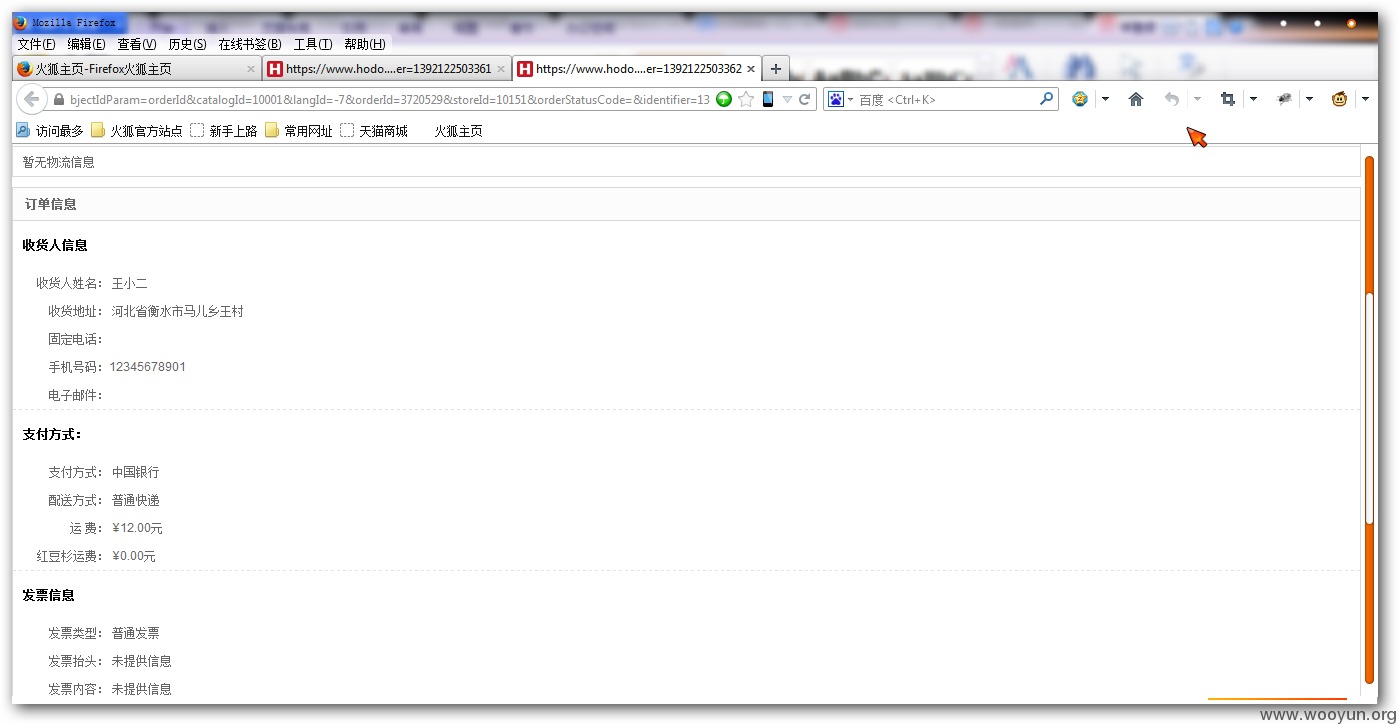 Mozilla Firefox
文件(F) 编辑(E) 查看(V) 历史(S) 在线书签(B) 工具(T) 帮助(H)
火狐主页-Firefox火狐主页 × https://www.hodo....er=1392122503361 × https://www.hodo....er=1392122503362 × +
bjectIdParam=orderId&catalogId=10001&langId=-7&orderId=3720529&storeId=10151&orderStatusCode=&identifier=13 百度 <Ctrl+K>
访问最多 火狐官方站点 新手上路 常用网址 天猫商城 火狐主页
暂无物流信息
订单信息
收货人信息
收货人姓名: 王小二
收货地址: 河北省衡水市马儿乡王村
固定电话:
手机号码: 12345678901
电子邮件:
支付方式:
支付方式: 中国银行
配送方式: 普通快递
运 费: ¥12.00元
红豆杉运费: ¥0.00元
发票信息
发票类型: 普通发票
发票抬头: 未提供信息
发票内容: 未提供信息
www.wooyun.org